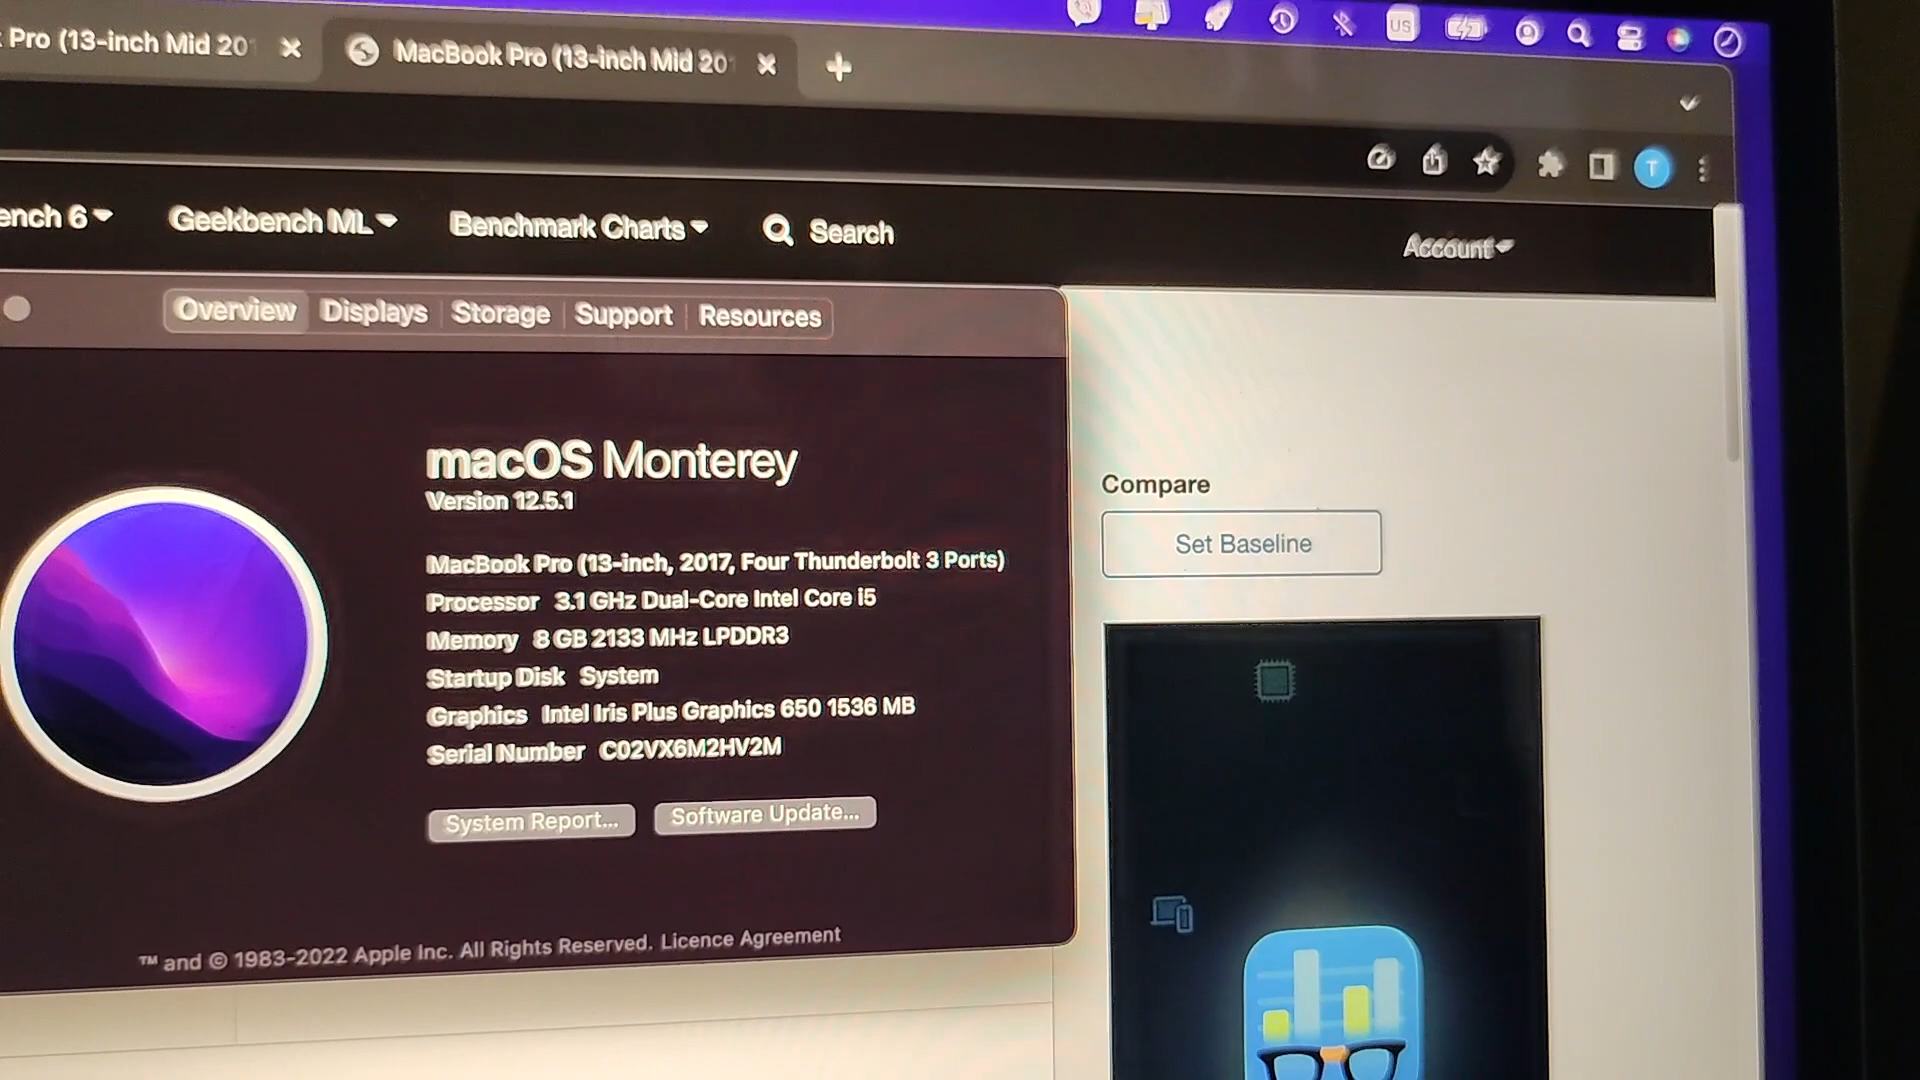 Pro (13-inch Mid 20
MacBook Pro (13-inch Mid 20
US
T
ench 6
Geekbench ML
Benchmark Charts
Search
Account
Overview
Displays
Storage
Support
Resources
macOS Monterey
Version 12.5.1
MacBook Pro (13-inch, 2017, Four Thunderbolt 3 Ports)
Processor 3.1 GHz Dual-Core Intel Core i5
Memory 8 GB 2133 MHz LPDDR3
Startup Disk System
Graphics Intel Iris Plus Graphics 650 1536 MB
Serial Number C02VX6M2HV2M
System Report...
Software Update...
™ and © 1983-2022 Apple Inc. All Rights Reserved. Licence Agreement
Compare
Set Baseline